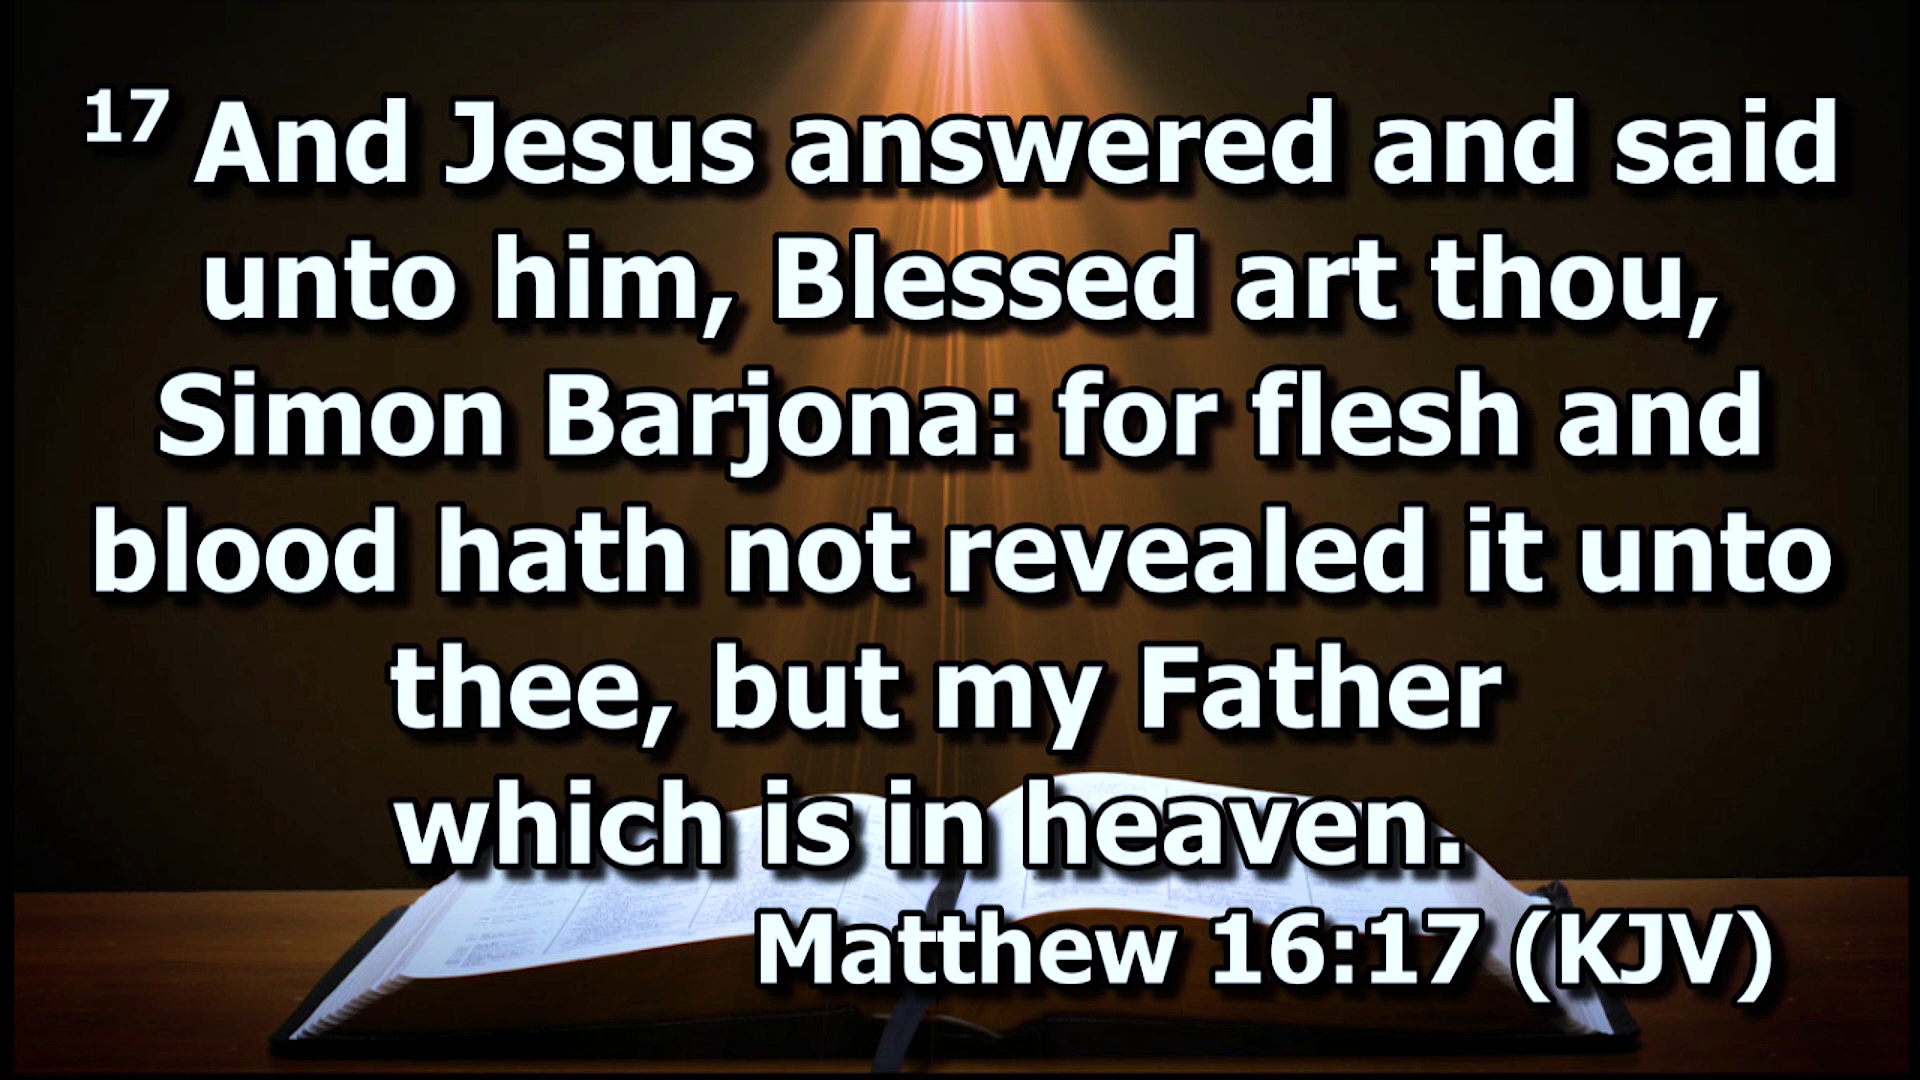 17 And Jesus answered and said
unto him, Blessed art thou,
Simon Barjona: for flesh and
blood hath not revealed it unto
thee, but my Father
which is in heaven.
Matthew 16:17 (KJV)